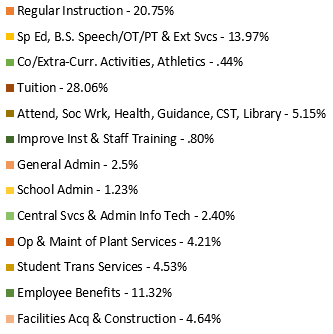 Regular Instruction - 20.75%
Sp Ed, B.S. Speech/OT/PT & Ext Svcs - 13.97%
Co/Extra-Curr. Activities, Athletics - .44%
Tuition - 28.06%
Attend, Soc Wrk, Health, Guidance, CST, Library - 5.15%
Improve Inst & Staff Training - .80%
General Admin - 2.5%
School Admin - 1.23%
Central Svcs & Admin Info Tech - 2.40%
Op & Maint of Plant Services - 4.21%
Student Trans Services - 4.53%
Employee Benefits - 11.32%
Facilities Acq & Construction - 4.64%